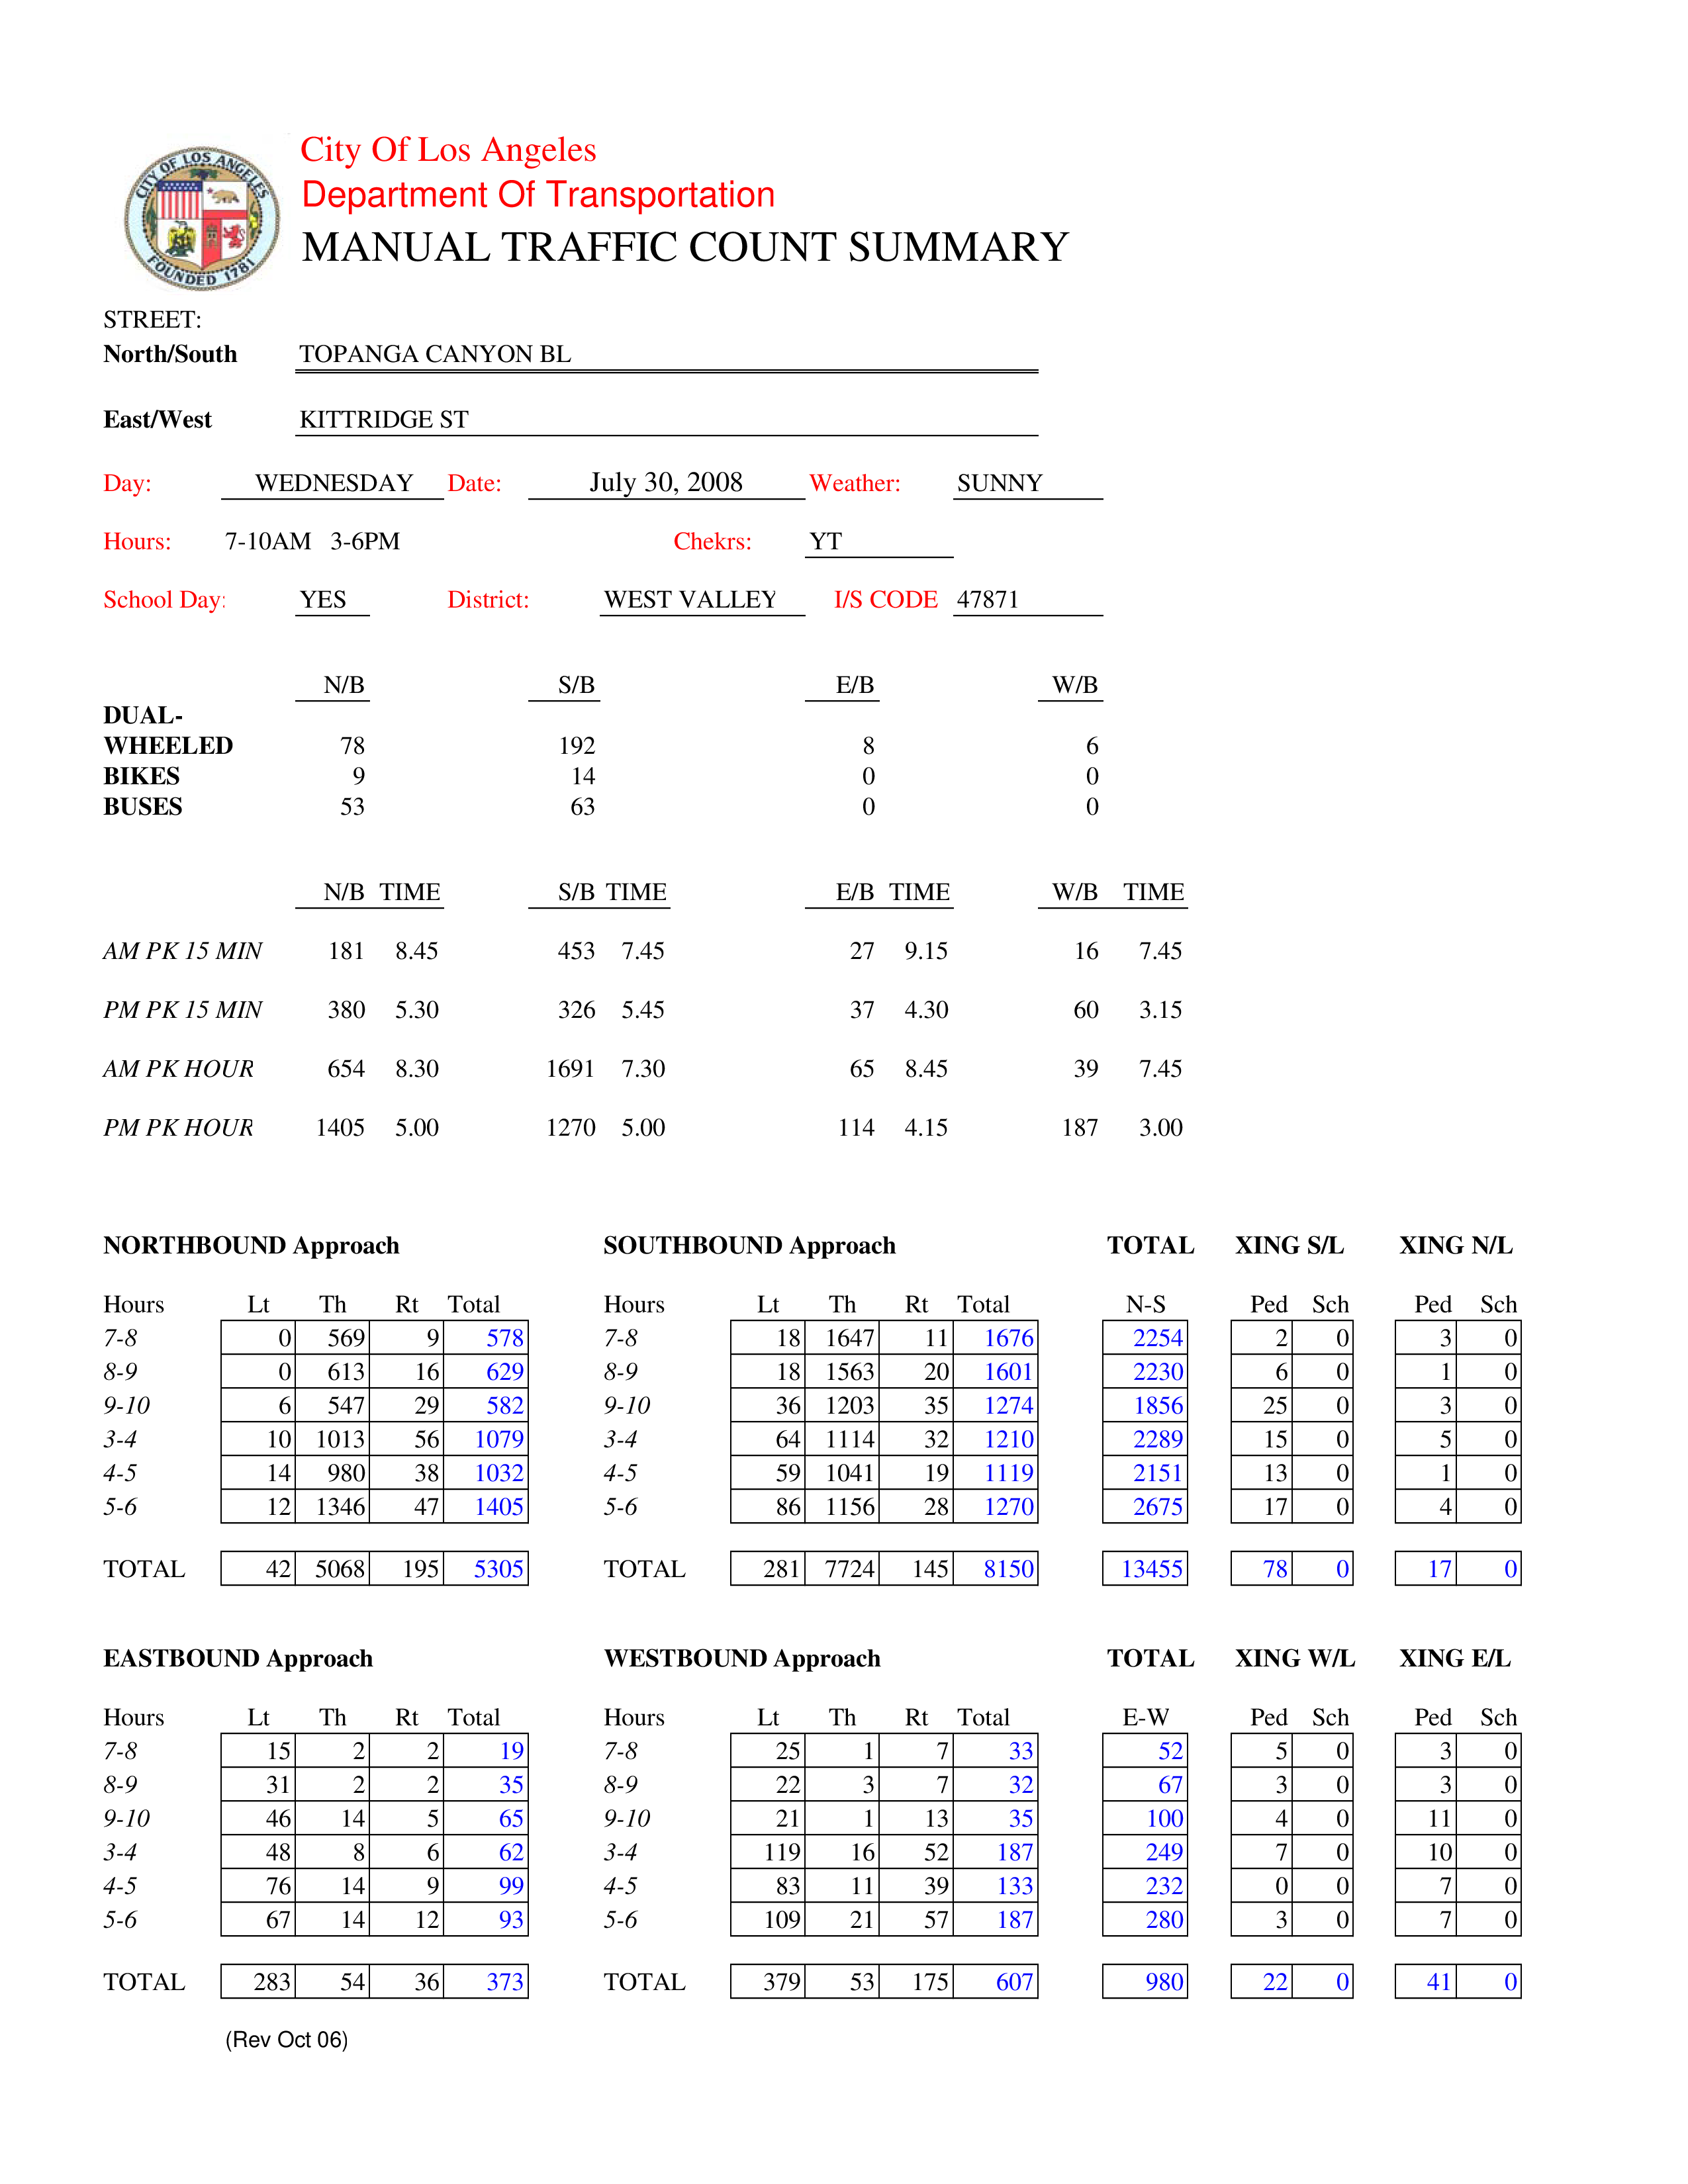 CITY OF LOS ANGELES
FOUNDED 1781
City Of Los Angeles
Department Of Transportation
MANUAL TRAFFIC COUNT SUMMARY
STREET:
North/South TOPANGA CANYON BL
East/West KITTRIDGE ST
Day: WEDNESDAY Date: July 30, 2008 Weather: SUNNY
Hours: 7-10AM 3-6PM Chekrs: YT
School Day: YES District: WEST VALLEY I/S CODE 47871
N/B S/B E/B W/B
DUAL-
WHEELED 78 192 8 6
BIKES 9 14 0 0
BUSES 53 63 0 0
N/B TIME S/B TIME E/B TIME W/B TIME
AM PK 15 MIN 181 8.45 453 7.45 27 9.15 16 7.45
PM PK 15 MIN 380 5.30 326 5.45 37 4.30 60 3.15
AM PK HOUR 654 8.30 1691 7.30 65 8.45 39 7.45
PM PK HOUR 1405 5.00 1270 5.00 114 4.15 187 3.00
NORTHBOUND Approach SOUTHBOUND Approach TOTAL XING S/L XING N/L
Hours Lt Th Rt Total Hours Lt Th Rt Total N-S Ped Sch Ped Sch
7-8 0 569 9 578 7-8 18 1647 11 1676 2254 2 0 3 0
8-9 0 613 16 629 8-9 18 1563 20 1601 2230 6 0 1 0
9-10 6 547 29 582 9-10 36 1203 35 1274 1856 25 0 3 0
3-4 10 1013 56 1079 3-4 64 1114 32 1210 2289 15 0 5 0
4-5 14 980 38 1032 4-5 59 1041 19 1119 2151 13 0 1 0
5-6 12 1346 47 1405 5-6 86 1156 28 1270 2675 17 0 4 0
TOTAL 42 5068 195 5305 TOTAL 281 7724 145 8150 13455 78 0 17 0
EASTBOUND Approach WESTBOUND Approach TOTAL XING W/L XING E/L
Hours Lt Th Rt Total Hours Lt Th Rt Total E-W Ped Sch Ped Sch
7-8 15 2 2 19 7-8 25 1 7 33 52 5 0 3 0
8-9 31 2 2 35 8-9 22 3 7 32 67 3 0 3 0
9-10 46 14 5 65 9-10 21 1 13 35 100 4 0 11 0
3-4 48 8 6 62 3-4 119 16 52 187 249 7 0 10 0
4-5 76 14 9 99 4-5 83 11 39 133 232 0 0 7 0
5-6 67 14 12 93 5-6 109 21 57 187 280 3 0 7 0
TOTAL 283 54 36 373 TOTAL 379 53 175 607 980 22 0 41 0
(Rev Oct 06)